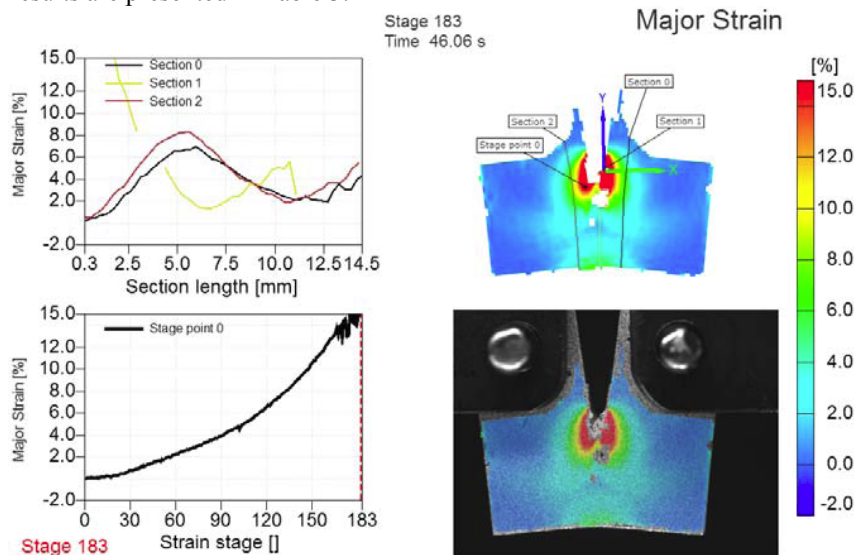 Stage 183
Time 46.06 s
Major Strain
15.0
12.0
10.0
8.0
6.0
4.0
2.0
-2.0
Major Strain [%]
Section 0
Section 1
Section 2
0.3 2.5 5.0 7.5 10.0 12.5 14.5
Section length [mm]
Section 0
Section 2
Section 1
Stage point 0
Y
X
[%]
15.0
12.0
10.0
8.0
6.0
4.0
2.0
0.0
-2.0
15.0
12.0
10.0
8.0
6.0
4.0
2.0
-2.0
Major Strain [%]
Stage point 0
0 30 60 90 120 150 183
Strain stage []
Stage 183